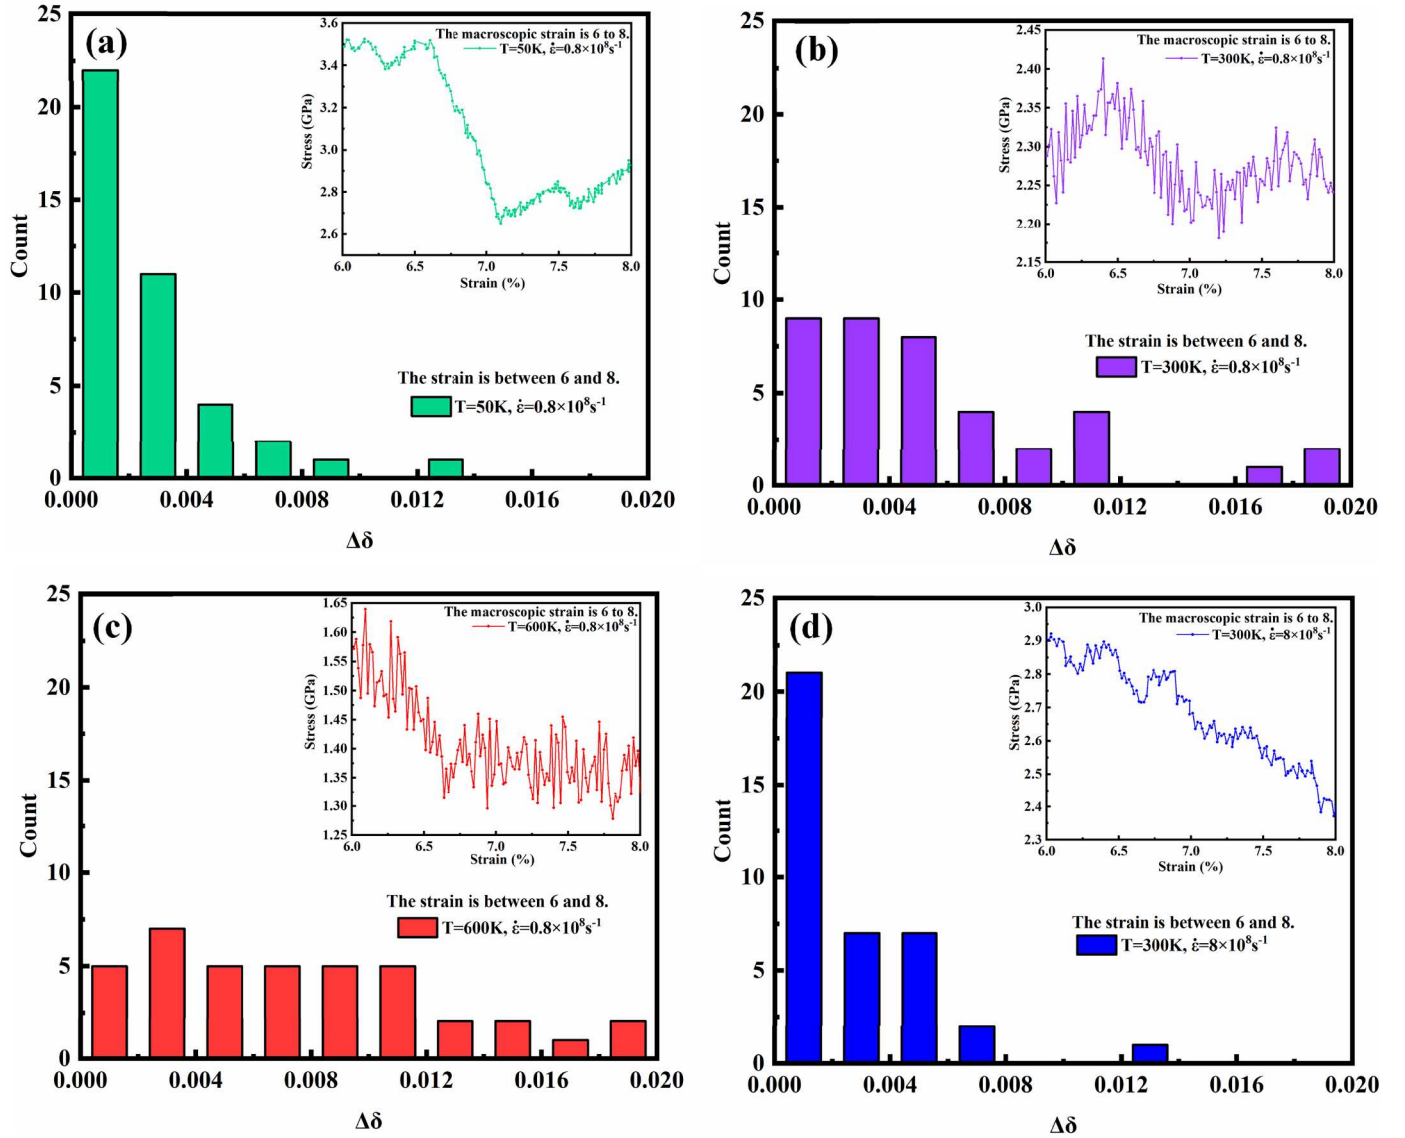 (a)
25
20
15
10
5
0
Count
0.000 0.004 0.008 0.012 0.016 0.020
Δδ
The strain is between 6 and 8.
T=50K, ε̇=0.8×10⁸s⁻¹
3.6
3.4
3.2
3.0
2.8
2.6
Stress (GPa)
6.0 6.5 7.0 7.5 8.0
Strain (%)
The macroscopic strain is 6 to 8.
T=50K, ε̇=0.8×10⁸s⁻¹
(b)
25
20
15
10
5
0
Count
0.000 0.004 0.008 0.012 0.016 0.020
Δδ
The strain is between 6 and 8.
T=300K, ε̇=0.8×10⁸s⁻¹
2.45
2.40
2.35
2.30
2.25
2.20
2.15
Stress (GPa)
6.0 6.5 7.0 7.5 8.0
Strain (%)
The macroscopic strain is 6 to 8.
T=300K, ε̇=0.8×10⁸s⁻¹
(c)
25
20
15
10
5
0
Count
0.000 0.004 0.008 0.012 0.016 0.020
Δδ
The strain is between 6 and 8.
T=600K, ε̇=0.8×10⁸s⁻¹
1.65
1.60
1.55
1.50
1.45
1.40
1.35
1.30
1.25
Stress (GPa)
6.0 6.5 7.0 7.5 8.0
Strain (%)
The macroscopic strain is 6 to 8.
T=600K, ε̇=0.8×10⁸s⁻¹
(d)
25
20
15
10
5
0
Count
0.000 0.004 0.008 0.012 0.016 0.020
Δδ
The strain is between 6 and 8.
T=300K, ε̇=8×10⁸s⁻¹
3.0
2.9
2.8
2.7
2.6
2.5
2.4
2.3
Stress (GPa)
6.0 6.5 7.0 7.5 8.0
Strain (%)
The macroscopic strain is 6 to 8.
T=300K, ε̇=8×10⁸s⁻¹